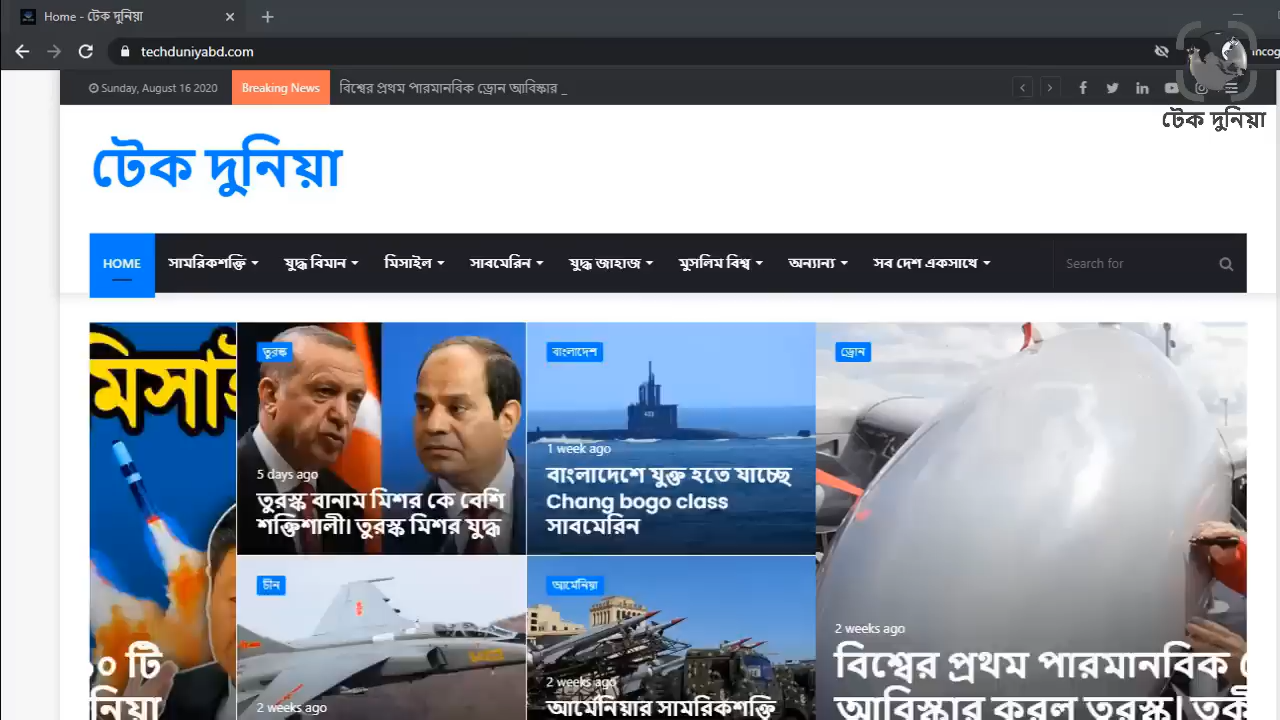 Home - টেক দুনিয়া
techduniyabd.com
Sunday, August 16 2020
Breaking News
বিশ্বের প্রথম পারমানবিক ড্রোন আবিস্কার _
টেক দুনিয়া
টেক দুনিয়া
HOME
সামরিকশক্তি
যুদ্ধ বিমান
মিসাইল
সাবমেরিন
যুদ্ধ জাহাজ
মুসলিম বিশ্ব
অন্যান্য
সব দেশ একসাথে
Search for
তুরস্ক
5 days ago
তুরস্ক বানাম মিশর কে বেশি
শক্তিশালী। তুরস্ক মিশর যুদ্ধ
বাংলাদেশ
1 week ago
বাংলাদেশে যুক্ত হতে যাচ্ছে
Chang bogo class
সাবমেরিন
ড্রোন
2 weeks ago
বিশ্বের প্রথম পারমানবিক
আবিস্কার করল তুরস্ক।
চীন
2 weeks ago
আর্মেনিয়া
2 weeks ago
আর্মেনিয়ার সামরিকশক্তি
টি